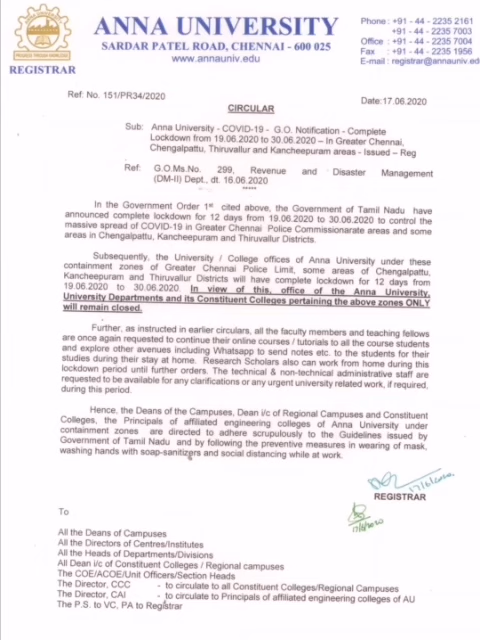 ANNA UNIVERSITY
SARDAR PATEL ROAD, CHENNAI - 600 025
www.annauniv.edu
REGISTRAR
Phone : +91 - 44 - 2235 2161
+91 - 44 - 2235 7003
Office : +91 - 44 - 2235 7004
Fax : +91 - 44 - 2235 1956
E-mail : registrar@annauniv.ed
Ref: No. 151/PR34/2020
Date:17.06.2020
CIRCULAR
Sub: Anna University - COVID-19 - G.O. Notification - Complete
Lockdown from 19.06.2020 to 30.06.2020 – In Greater Chennai,
Chengalpattu, Thiruvallur and Kancheepuram areas - Issued – Reg
Ref: G.O.Ms.No. 299, Revenue and Disaster Management
(DM-II) Dept., dt. 16.06.2020
*****
In the Government Order 1st cited above, the Government of Tamil Nadu have
announced complete lockdown for 12 days from 19.06.2020 to 30.06.2020 to control the
massive spread of COVID-19 in Greater Chennai Police Commissionarate areas and some
areas in Chengalpattu, Kancheepuram and Thiruvallur Districts.
Subsequently, the University / College offices of Anna University under these
containment zones of Greater Chennai Police Limit, some areas of Chengalpattu,
Kancheepuram and Thiruvallur Districts will have complete lockdown for 12 days from
19.06.2020 to 30.06.2020. In view of this, office of the Anna University,
University Departments and its Constituent Colleges pertaining the above zones ONLY
will remain closed.
Further, as instructed in earlier circulars, all the faculty members and teaching fellows
are once again requested to continue their online courses / tutorials to all the course students
and explore other avenues including Whatsapp to send notes etc. to the students for their
studies during their stay at home. Research Scholars also can work from home during this
lockdown period until further orders. The technical & non-technical administrative staff are
requested to be available for any clarifications or any urgent university related work, if required,
during this period.
Hence, the Deans of the Campuses, Dean i/c of Regional Campuses and Constituent
Colleges, the Principals of affiliated engineering colleges of Anna University under
containment zones are directed to adhere scrupulously to the Guidelines issued by
Government of Tamil Nadu and by following the preventive measures in wearing of mask,
washing hands with soap-sanitizers and social distancing while at work.
17/6/2020
REGISTRAR
17/6/2020
To
All the Deans of Campuses
All the Directors of Centres/Institutes
All the Heads of Departments/Divisions
All Dean i/c of Constituent Colleges / Regional campuses
The COE/ACOE/Unit Officers/Section Heads
The Director, CCC - to circulate to all Constituent Colleges/Regional Campuses
The Director, CAI - to circulate to Principals of affiliated engineering colleges of AU
The P.S. to VC, PA to Registrar